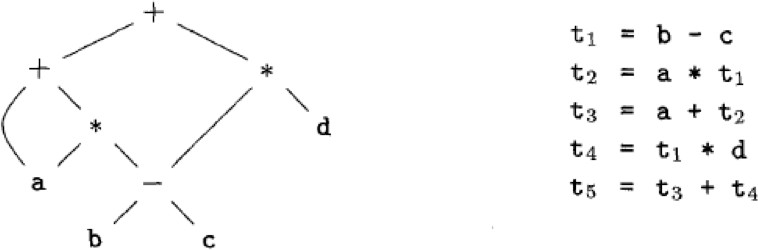 +
+ *
* d
a −
b c
t₁ = b - c
t₂ = a * t₁
t₃ = a + t₂
t₄ = t₁ * d
t₅ = t₃ + t₄